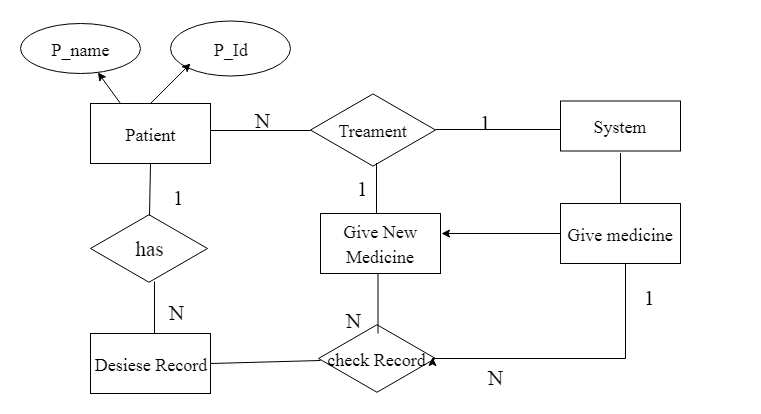 P_name
P_Id
Patient
N
Treament
1
System
1
1
Give New
Medicine
Give medicine
has
N
N
1
Desiese Record
check Record
N